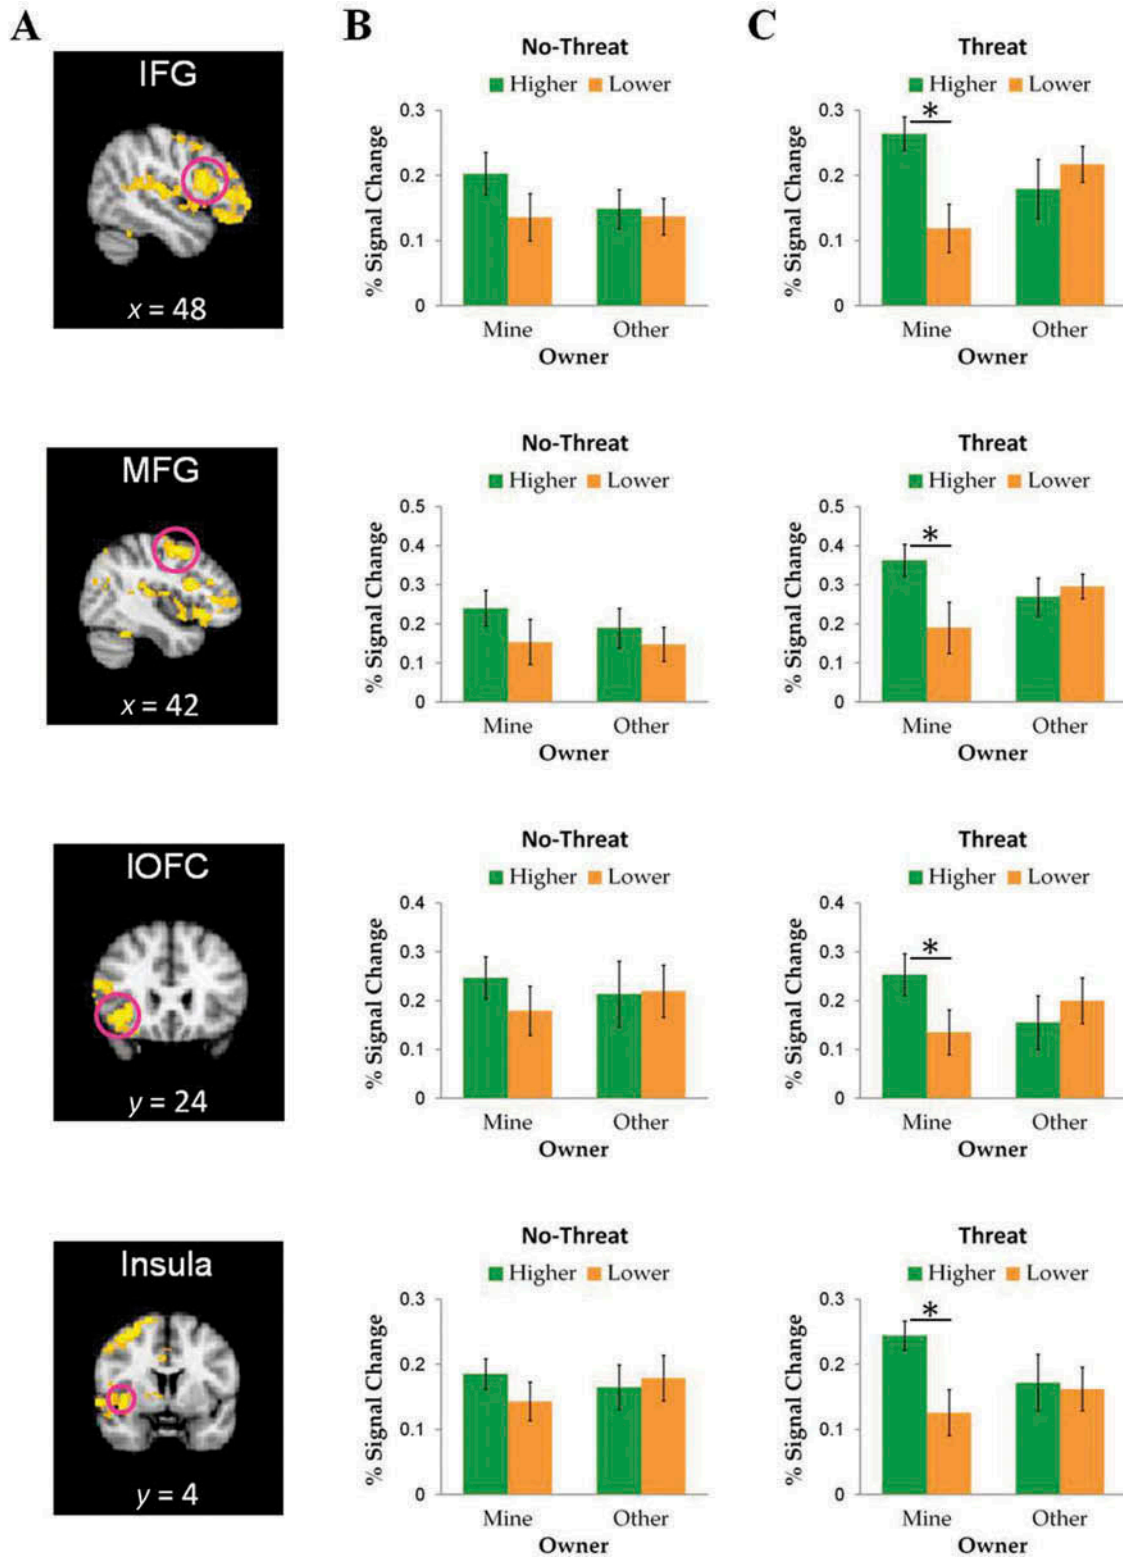 A
B
C
IFG
x = 48
No-Threat
Higher Lower
% Signal Change
0.3
0.2
0.1
0
Mine Other
Owner
Threat
Higher Lower
*
% Signal Change
0.3
0.2
0.1
0
Mine Other
Owner
MFG
x = 42
No-Threat
Higher Lower
% Signal Change
0.5
0.4
0.3
0.2
0.1
0
Mine Other
Owner
Threat
Higher Lower
*
% Signal Change
0.5
0.4
0.3
0.2
0.1
0
Mine Other
Owner
lOFC
y = 24
No-Threat
Higher Lower
% Signal Change
0.4
0.3
0.2
0.1
0
Mine Other
Owner
Threat
Higher Lower
*
% Signal Change
0.4
0.3
0.2
0.1
0
Mine Other
Owner
Insula
y = 4
No-Threat
Higher Lower
% Signal Change
0.3
0.2
0.1
0
Mine Other
Owner
Threat
Higher Lower
*
% Signal Change
0.3
0.2
0.1
0
Mine Other
Owner